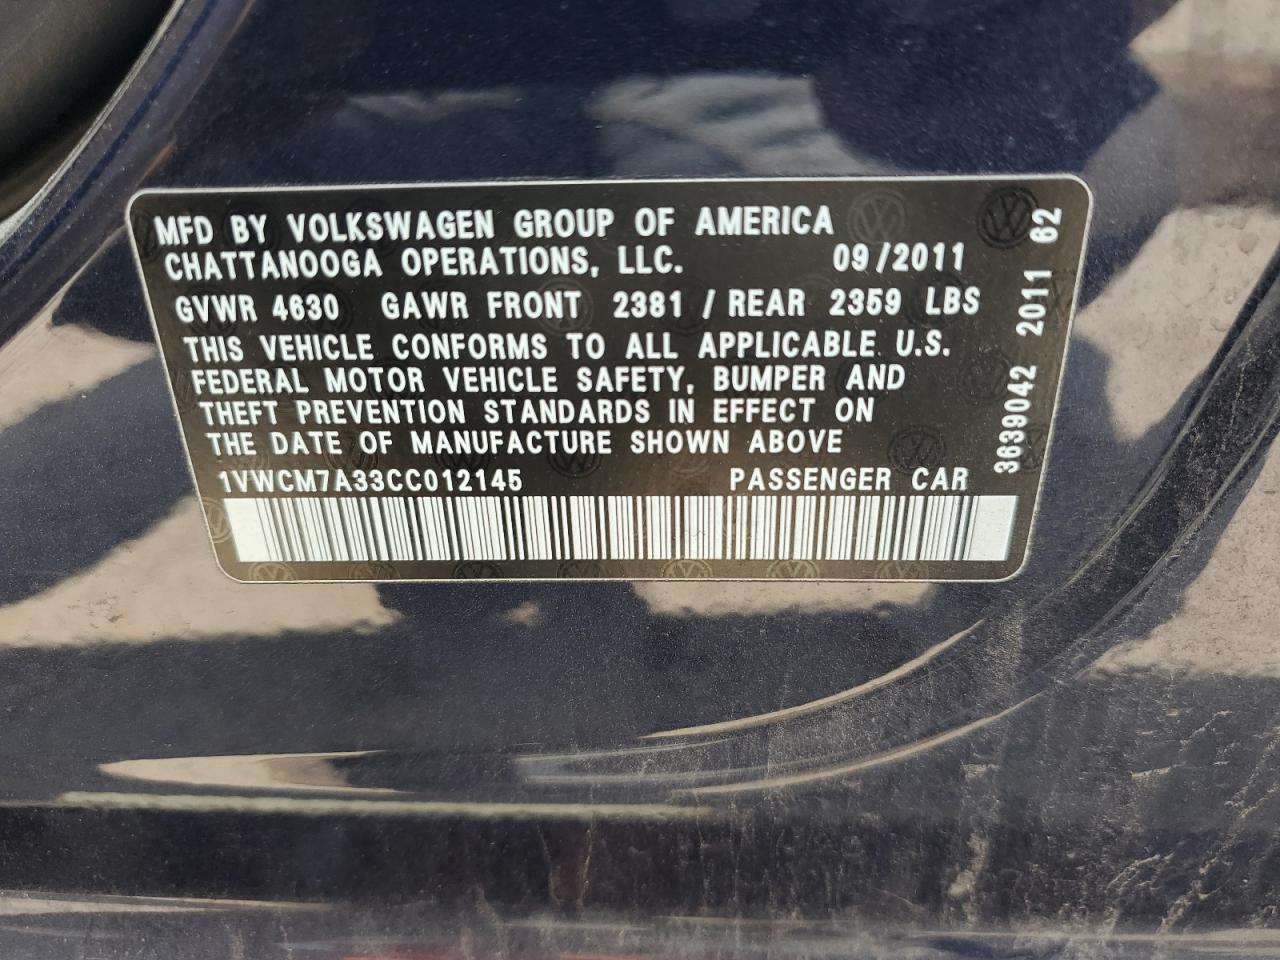 MFD BY VOLKSWAGEN GROUP OF AMERICA
CHATTANOOGA OPERATIONS, LLC. 09/2011
GVWR 4630 GAWR FRONT 2381 / REAR 2359 LBS
THIS VEHICLE CONFORMS TO ALL APPLICABLE U.S.
FEDERAL MOTOR VEHICLE SAFETY, BUMPER AND
THEFT PREVENTION STANDARDS IN EFFECT ON
THE DATE OF MANUFACTURE SHOWN ABOVE
1VWCM7A33CC012145 PASSENGER CAR
3639042 2011 62